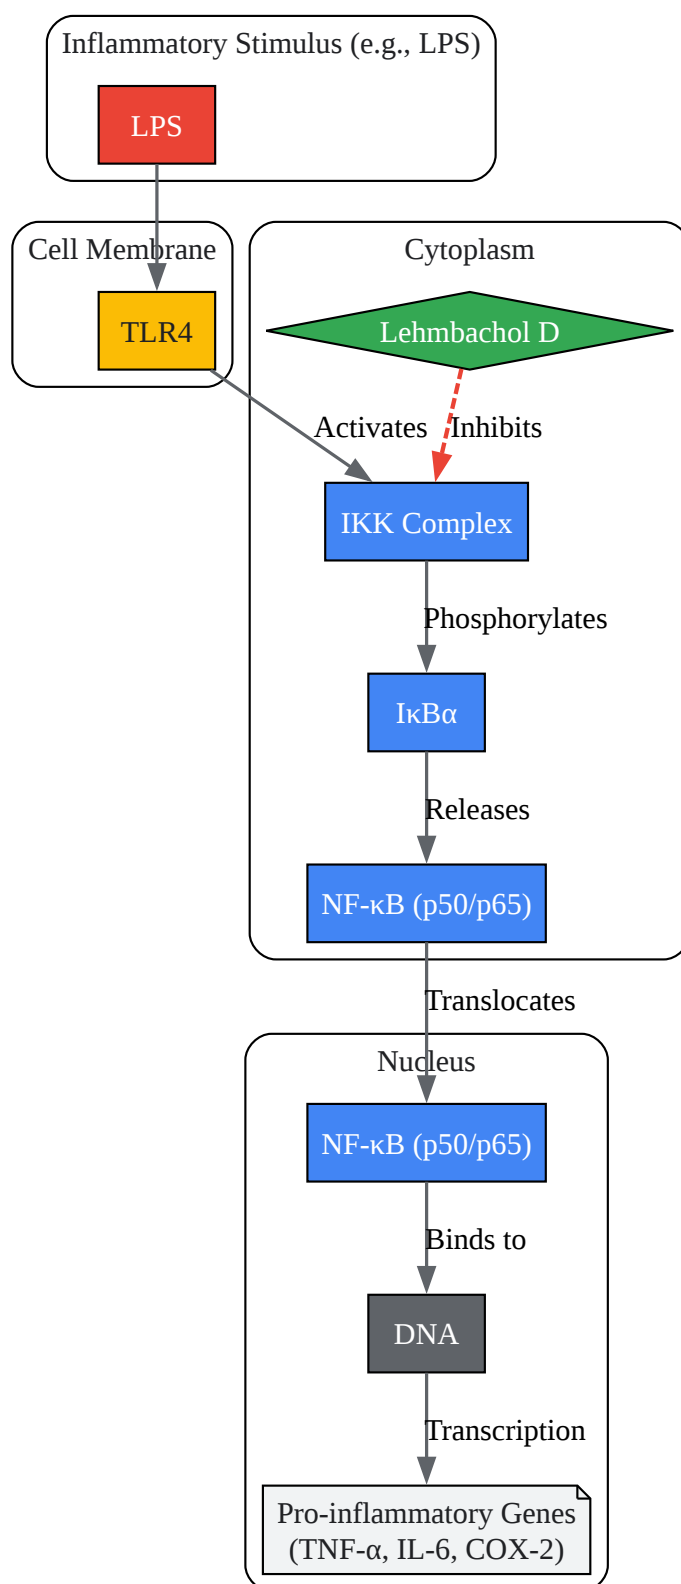 Inflammatory Stimulus (e.g., LPS)
LPS
Cell Membrane
Cytoplasm
TLR4
Lehmbachol D
Activates
Inhibits
IKK Complex
Phosphorylates
IκBα
Releases
NF-κB (p50/p65)
Translocates
Nucleus
NF-κB (p50/p65)
Binds to
DNA
Transcription
Pro-inflammatory Genes
(TNF-α, IL-6, COX-2)